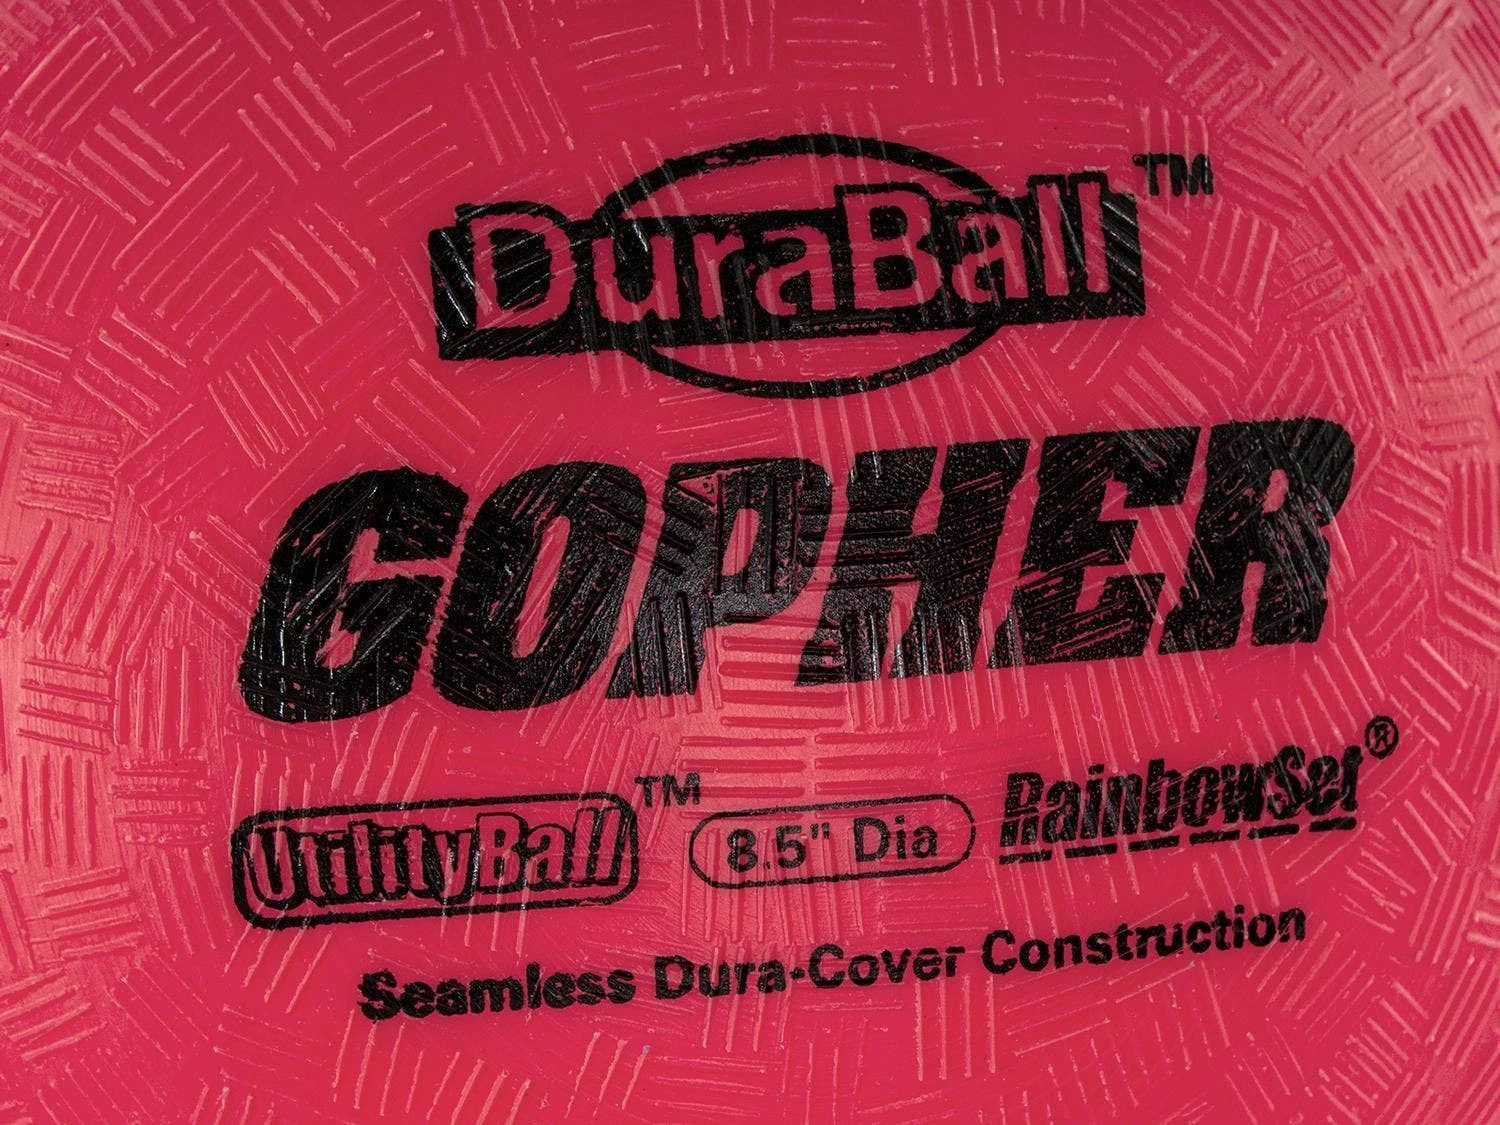 DuraBall™
GOPHER
UtilityBall™ 8.5" Dia RainbowSet®
Seamless Dura-Cover Construction